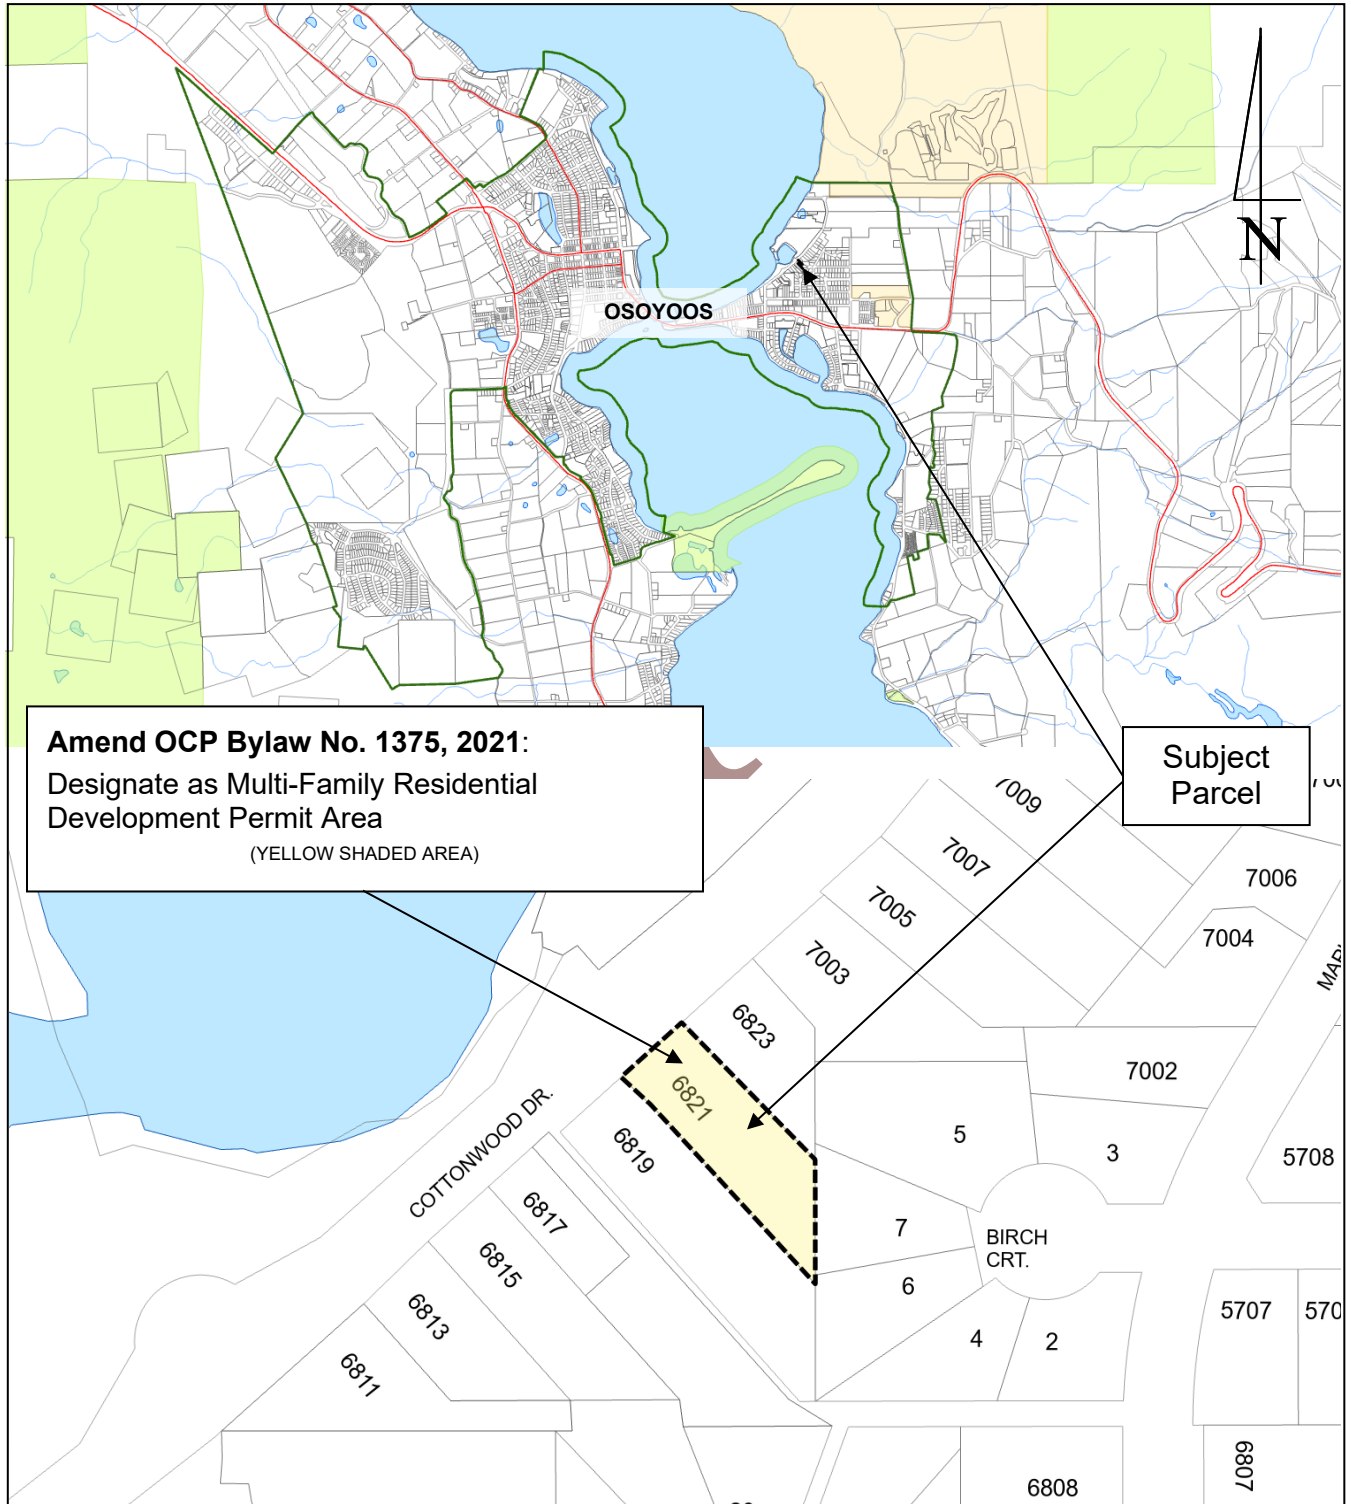 N
OSOYOOS
Amend OCP Bylaw No. 1375, 2021:
Designate as Multi-Family Residential
Development Permit Area
(YELLOW SHADED AREA)
Subject
Parcel
7009
7007
7006
7005
7004
7003
6823
7002
6821
COTTONWOOD DR.
6819
5
3
5708
6817
7
BIRCH
CRT.
6815
6
6813
4
2
5707
6811
6807
6808